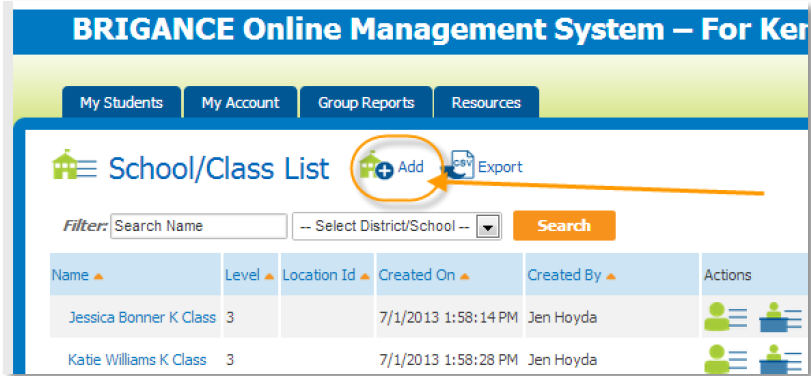 BRIGANCE Online Management System – For Ker
My Students My Account Group Reports Resources
School/Class List Add CSV Export
Filter: Search Name -- Select District/School -- Search
Name Level Location Id Created On Created By Actions
Jessica Bonner K Class 3 7/1/2013 1:58:14 PM Jen Hoyda
Katie Williams K Class 3 7/1/2013 1:58:28 PM Jen Hoyda